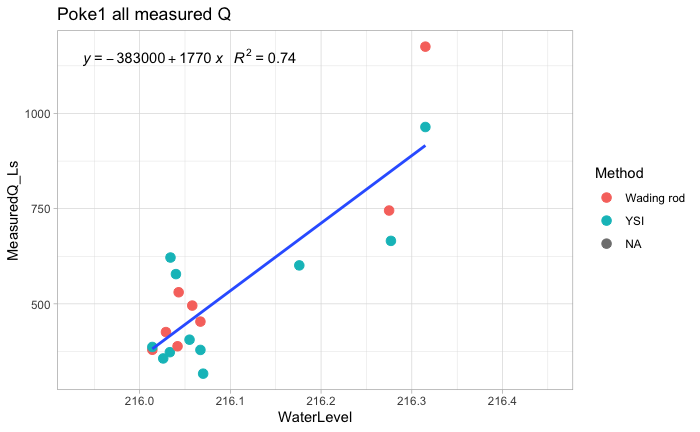 Poke1 all measured Q
y = − 383000 + 1770 x   R² = 0.74
MeasuredQ_Ls
1000
750
500
216.0 216.1 216.2 216.3 216.4
WaterLevel
Method
Wading rod
YSI
NA